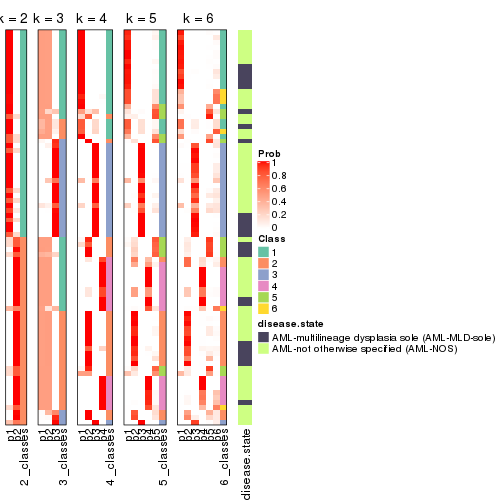 k = 2 k = 3 k = 4 k = 5 k = 6
Prob
1
0.8
0.6
0.4
0.2
0
Class
1
2
3
4
5
6
disease.state
AML-multilineage dysplasia sole (AML-MLD-sole)
AML-not otherwise specified (AML-NOS)
p1
p2
2_classes
p1
p2
p3
3_classes
p1
p2
p3
p4
4_classes
p1
p2
p3
p4
p5
5_classes
p1
p2
p3
p4
p5
p6
6_classes
disease.state